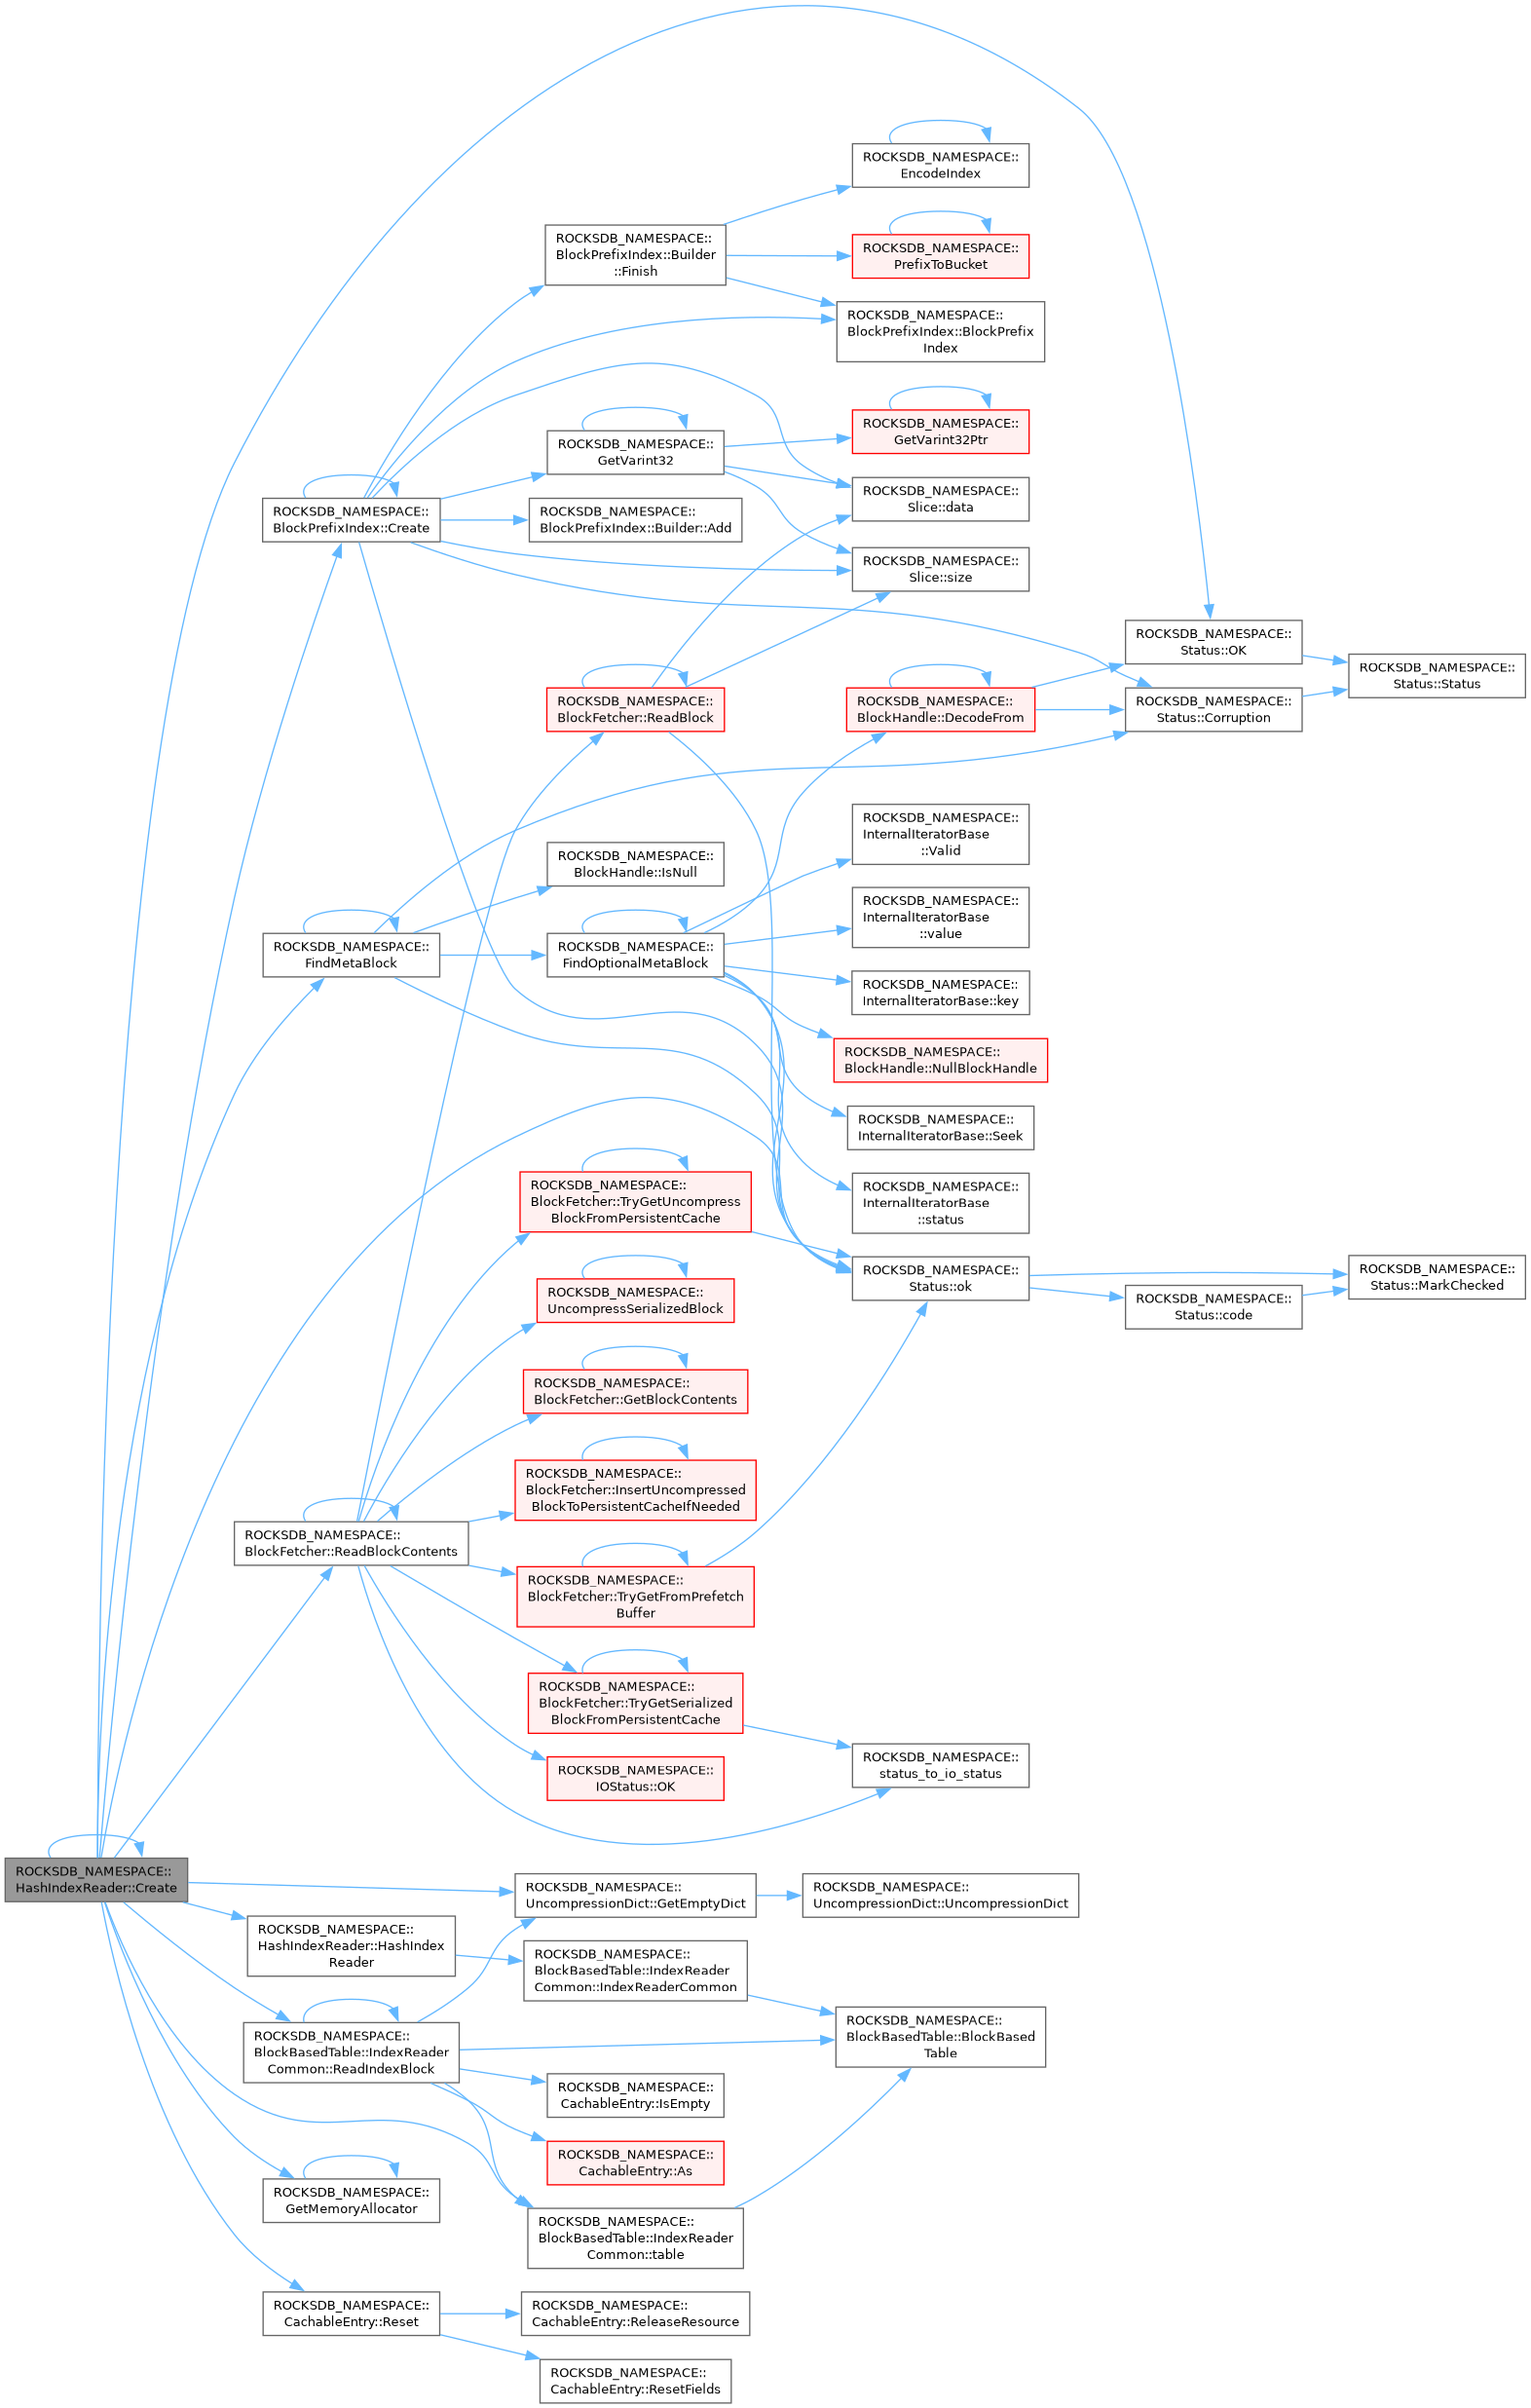 ROCKSDB_NAMESPACE::
EncodeIndex
ROCKSDB_NAMESPACE::
BlockPrefixIndex::Builder
::Finish
ROCKSDB_NAMESPACE::
PrefixToBucket
ROCKSDB_NAMESPACE::
BlockPrefixIndex::BlockPrefix
Index
ROCKSDB_NAMESPACE::
GetVarint32Ptr
ROCKSDB_NAMESPACE::
GetVarint32
ROCKSDB_NAMESPACE::
Slice::data
ROCKSDB_NAMESPACE::
BlockPrefixIndex::Create
ROCKSDB_NAMESPACE::
BlockPrefixIndex::Builder::Add
ROCKSDB_NAMESPACE::
Slice::size
ROCKSDB_NAMESPACE::
Status::OK
ROCKSDB_NAMESPACE::
Status::Status
ROCKSDB_NAMESPACE::
BlockFetcher::ReadBlock
ROCKSDB_NAMESPACE::
BlockHandle::DecodeFrom
ROCKSDB_NAMESPACE::
Status::Corruption
ROCKSDB_NAMESPACE::
InternalIteratorBase
::Valid
ROCKSDB_NAMESPACE::
BlockHandle::IsNull
ROCKSDB_NAMESPACE::
InternalIteratorBase
::value
ROCKSDB_NAMESPACE::
FindMetaBlock
ROCKSDB_NAMESPACE::
FindOptionalMetaBlock
ROCKSDB_NAMESPACE::
InternalIteratorBase::key
ROCKSDB_NAMESPACE::
BlockHandle::NullBlockHandle
ROCKSDB_NAMESPACE::
InternalIteratorBase::Seek
ROCKSDB_NAMESPACE::
BlockFetcher::TryGetUncompress
BlockFromPersistentCache
ROCKSDB_NAMESPACE::
InternalIteratorBase
::status
ROCKSDB_NAMESPACE::
UncompressSerializedBlock
ROCKSDB_NAMESPACE::
Status::ok
ROCKSDB_NAMESPACE::
Status::code
ROCKSDB_NAMESPACE::
Status::MarkChecked
ROCKSDB_NAMESPACE::
BlockFetcher::GetBlockContents
ROCKSDB_NAMESPACE::
BlockFetcher::InsertUncompressed
BlockToPersistentCacheIfNeeded
ROCKSDB_NAMESPACE::
BlockFetcher::ReadBlockContents
ROCKSDB_NAMESPACE::
BlockFetcher::TryGetFromPrefetch
Buffer
ROCKSDB_NAMESPACE::
BlockFetcher::TryGetSerialized
BlockFromPersistentCache
ROCKSDB_NAMESPACE::
IOStatus::OK
ROCKSDB_NAMESPACE::
status_to_io_status
ROCKSDB_NAMESPACE::
HashIndexReader::Create
ROCKSDB_NAMESPACE::
UncompressionDict::GetEmptyDict
ROCKSDB_NAMESPACE::
UncompressionDict::UncompressionDict
ROCKSDB_NAMESPACE::
HashIndexReader::HashIndex
Reader
ROCKSDB_NAMESPACE::
BlockBasedTable::IndexReader
Common::IndexReaderCommon
ROCKSDB_NAMESPACE::
BlockBasedTable::IndexReader
Common::ReadIndexBlock
ROCKSDB_NAMESPACE::
BlockBasedTable::BlockBased
Table
ROCKSDB_NAMESPACE::
CachableEntry::IsEmpty
ROCKSDB_NAMESPACE::
CachableEntry::As
ROCKSDB_NAMESPACE::
GetMemoryAllocator
ROCKSDB_NAMESPACE::
BlockBasedTable::IndexReader
Common::table
ROCKSDB_NAMESPACE::
CachableEntry::Reset
ROCKSDB_NAMESPACE::
CachableEntry::ReleaseResource
ROCKSDB_NAMESPACE::
CachableEntry::ResetFields